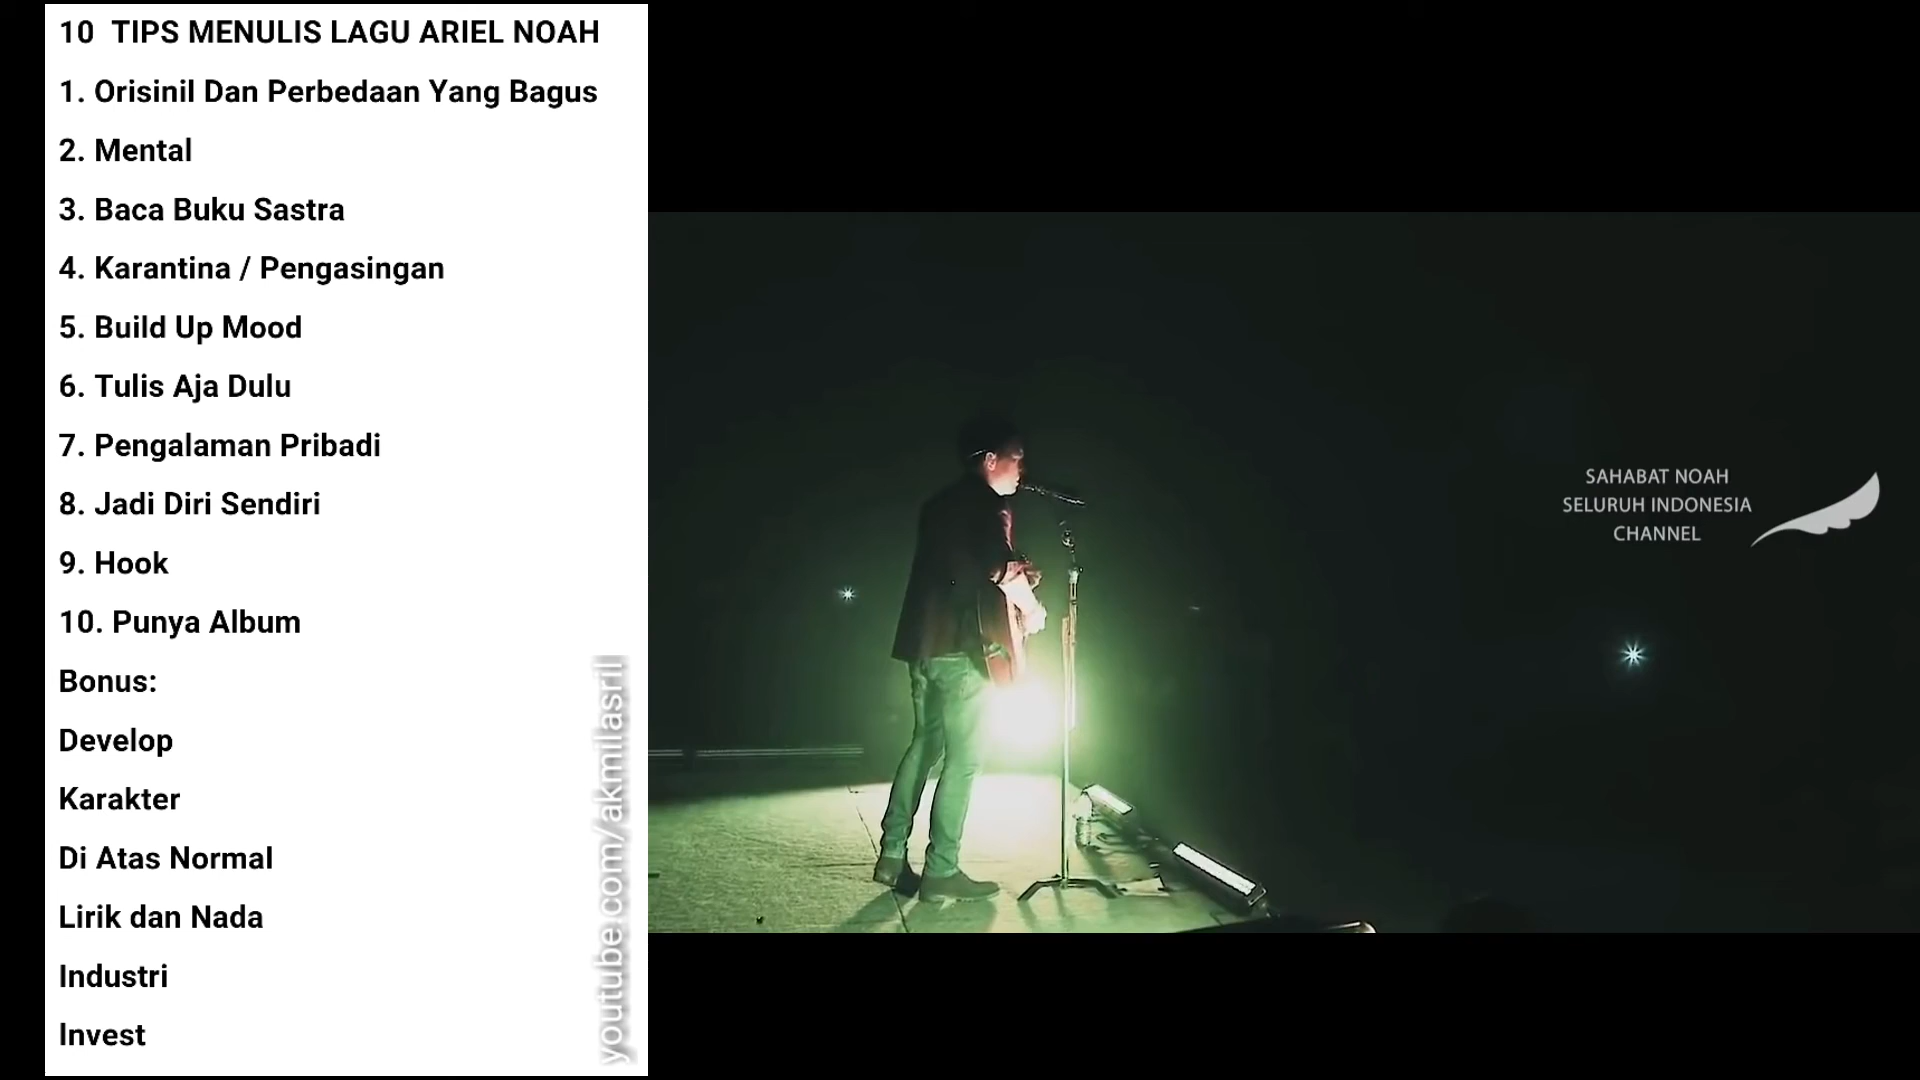 10 TIPS MENULIS LAGU ARIEL NOAH
1. Orisinil Dan Perbedaan Yang Bagus
2. Mental
3. Baca Buku Sastra
4. Karantina / Pengasingan
5. Build Up Mood
6. Tulis Aja Dulu
7. Pengalaman Pribadi
8. Jadi Diri Sendiri
9. Hook
10. Punya Album
Bonus:
Develop
Karakter
Di Atas Normal
Lirik dan Nada
Industri
Invest
youtube.com/akmilasril
SAHABAT NOAH
SELURUH INDONESIA
CHANNEL